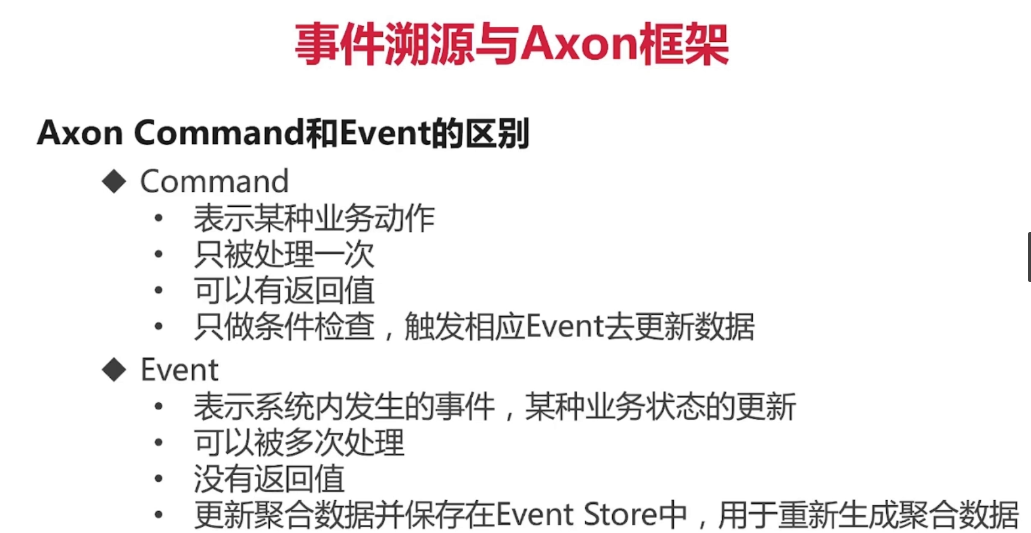 事件溯源与Axon框架
Axon Command和Event的区别
◆ Command
• 表示某种业务动作
• 只被处理一次
• 可以有返回值
• 只做条件检查，触发相应Event去更新数据
◆ Event
• 表示系统内发生的事件，某种业务状态的更新
• 可以被多次处理
• 没有返回值
• 更新聚合数据并保存在Event Store中，用于重新生成聚合数据